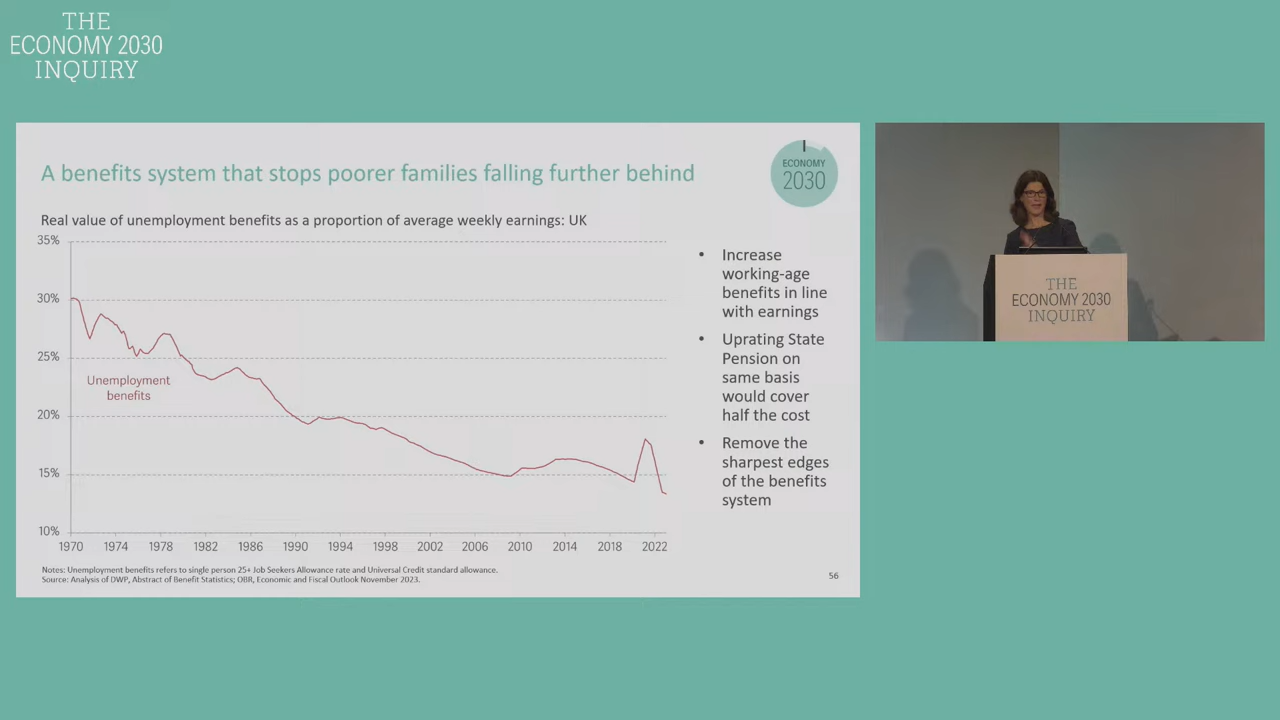 THE
ECONOMY 2030
INQUIRY
A benefits system that stops poorer families falling further behind
ECONOMY
2030
Real value of unemployment benefits as a proportion of average weekly earnings: UK
35%
30%
25%
20%
15%
10%
Unemployment
benefits
1970 1974 1978 1982 1986 1990 1994 1998 2002 2006 2010 2014 2018 2022
• Increase
working-age
benefits in line
with earnings
• Uprating State
Pension on
same basis
would cover
half the cost
• Remove the
sharpest edges
of the benefits
system
Notes: Unemployment benefits refers to single person 25+ Job Seekers Allowance rate and Universal Credit standard allowance.
Source: Analysis of DWP, Abstract of Benefit Statistics; OBR, Economic and Fiscal Outlook November 2023.
56
THE
ECONOMY 2030
INQUIRY